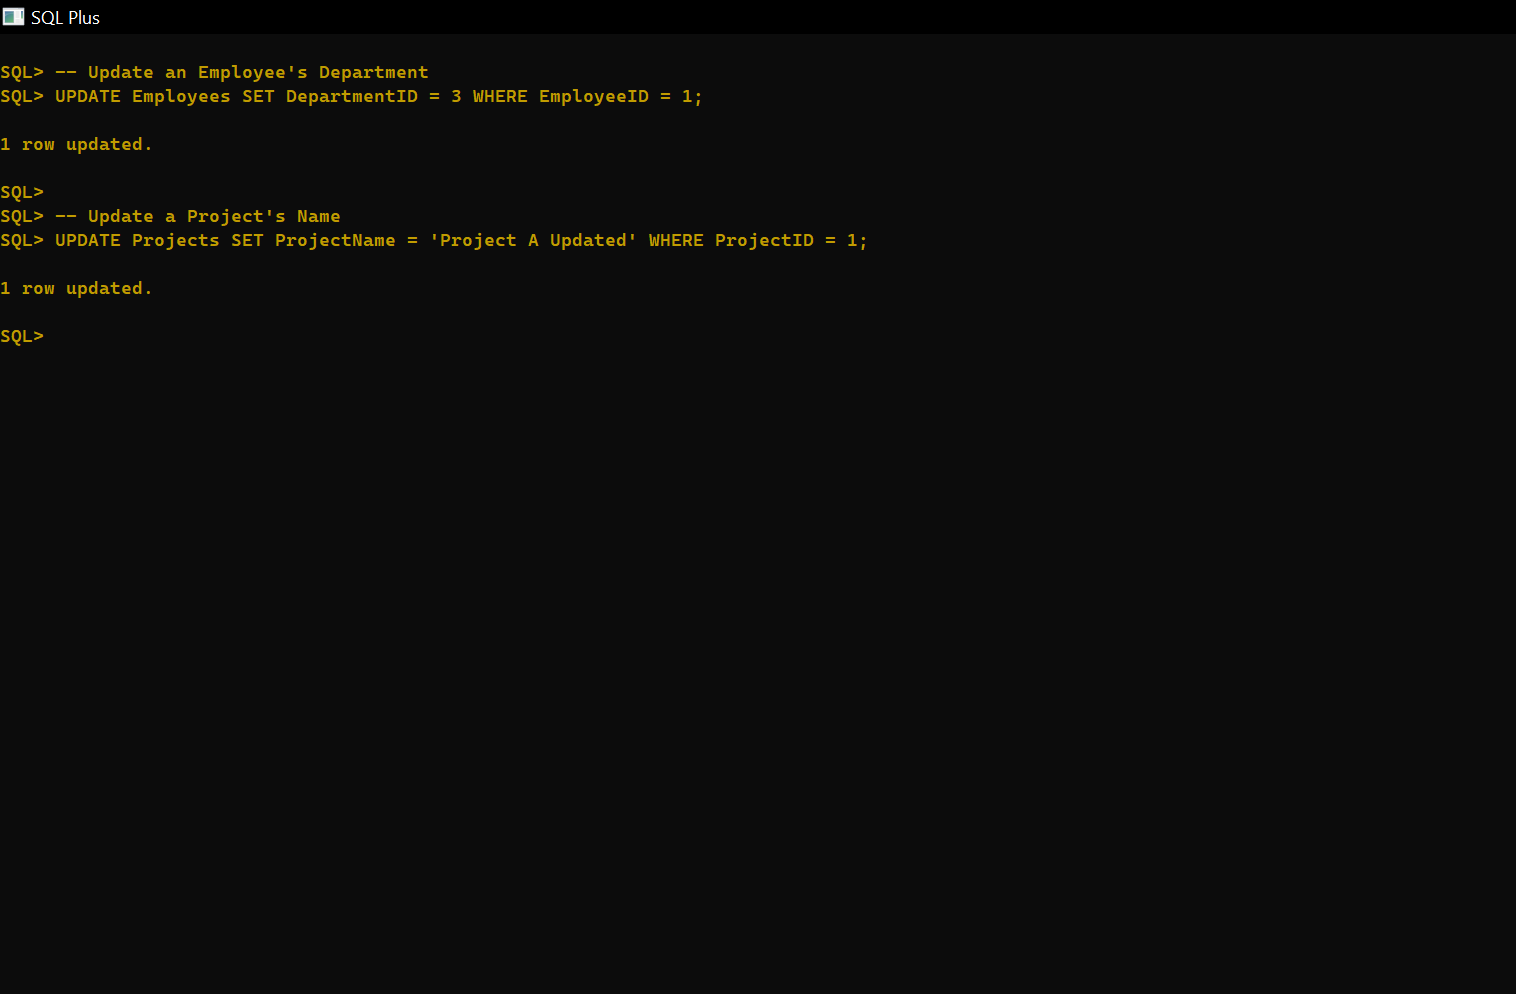 SQL Plus
SQL> -- Update an Employee's Department
SQL> UPDATE Employees SET DepartmentID = 3 WHERE EmployeeID = 1;
1 row updated.
SQL>
SQL> -- Update a Project's Name
SQL> UPDATE Projects SET ProjectName = 'Project A Updated' WHERE ProjectID = 1;
1 row updated.
SQL>